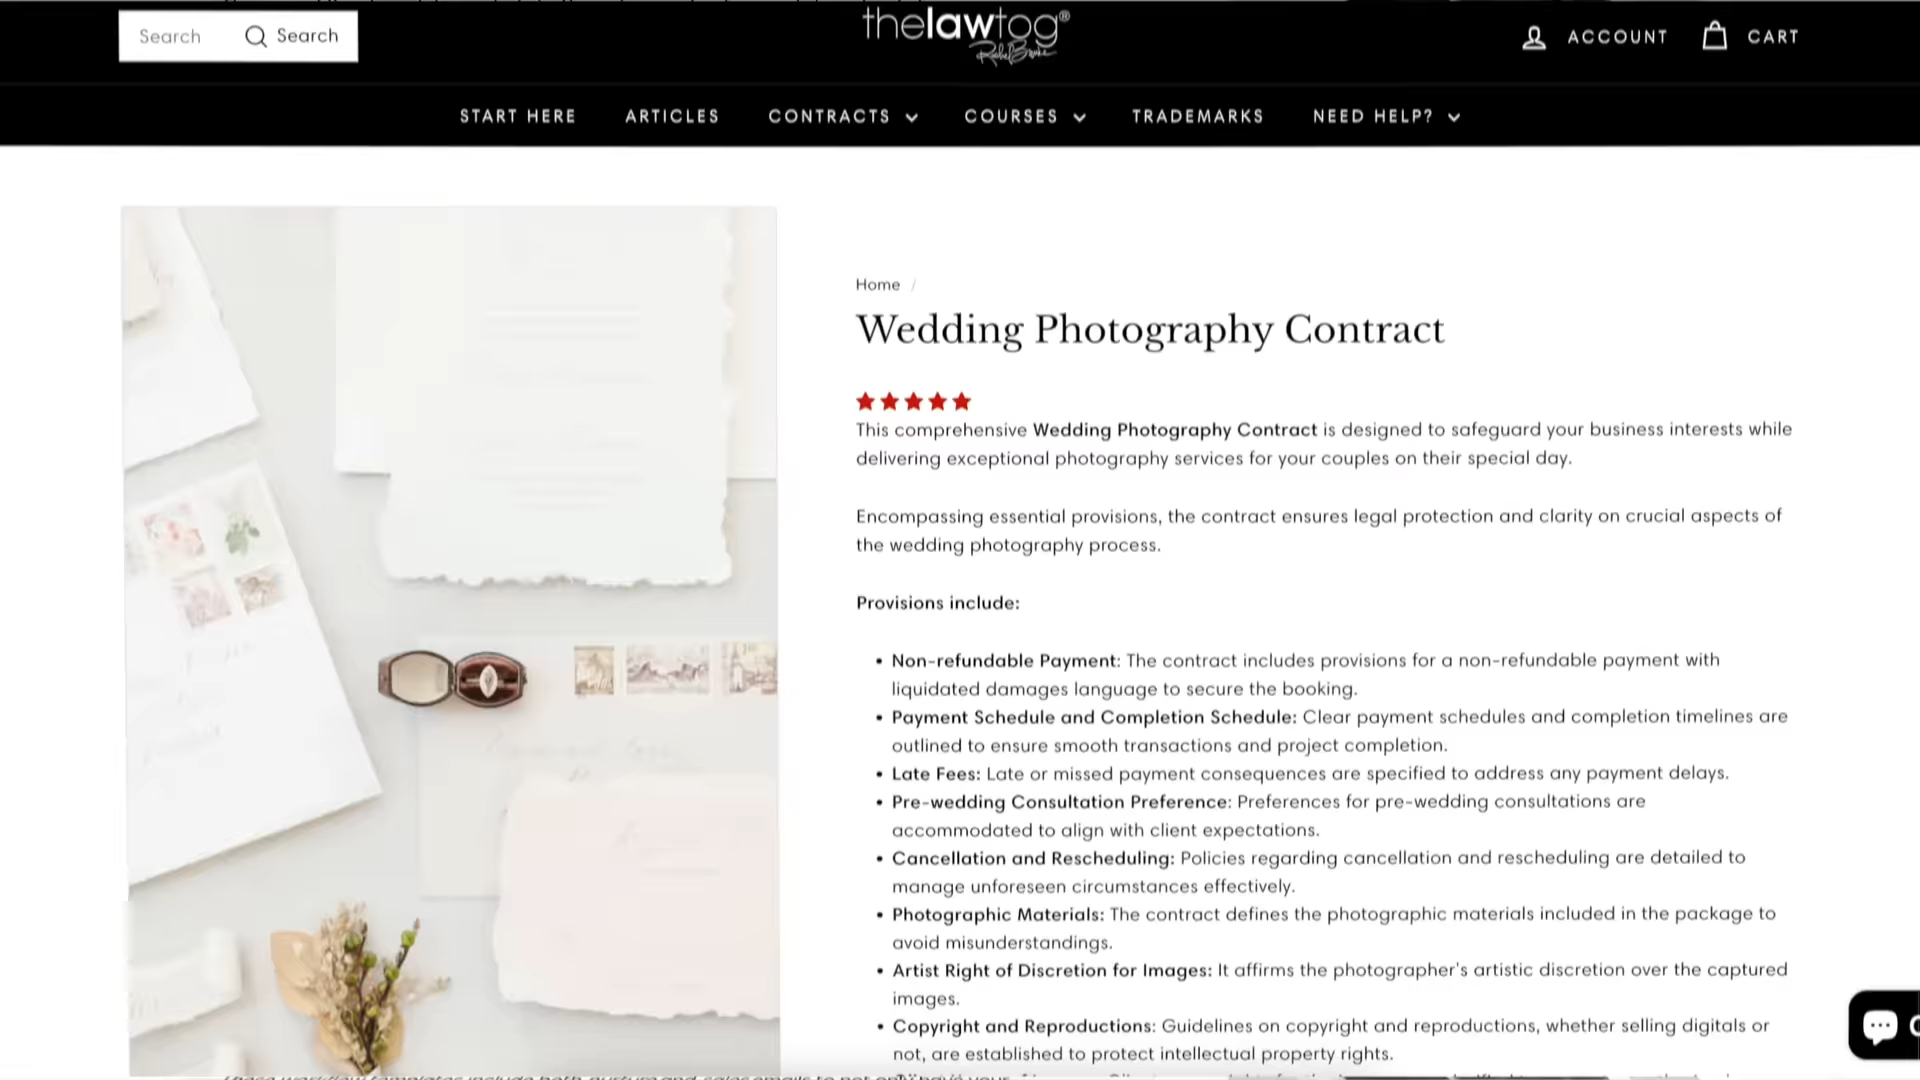 Search
Search
thelawtog®
ACCOUNT
CART
START HERE
ARTICLES
CONTRACTS
COURSES
TRADEMARKS
NEED HELP?
Home /
Wedding Photography Contract
This comprehensive Wedding Photography Contract is designed to safeguard your business interests while
delivering exceptional photography services for your couples on their special day.
Encompassing essential provisions, the contract ensures legal protection and clarity on crucial aspects of
the wedding photography process.
Provisions include:
• Non-refundable Payment: The contract includes provisions for a non-refundable payment with
liquidated damages language to secure the booking.
• Payment Schedule and Completion Schedule: Clear payment schedules and completion timelines are
outlined to ensure smooth transactions and project completion.
• Late Fees: Late or missed payment consequences are specified to address any payment delays.
• Pre-wedding Consultation Preference: Preferences for pre-wedding consultations are
accommodated to align with client expectations.
• Cancellation and Rescheduling: Policies regarding cancellation and rescheduling are detailed to
manage unforeseen circumstances effectively.
• Photographic Materials: The contract defines the photographic materials included in the package to
avoid misunderstandings.
• Artist Right of Discretion for Images: It affirms the photographer's artistic discretion over the captured
images.
• Copyright and Reproductions: Guidelines on copyright and reproductions, whether selling digitals or
not, are established to protect intellectual property rights.